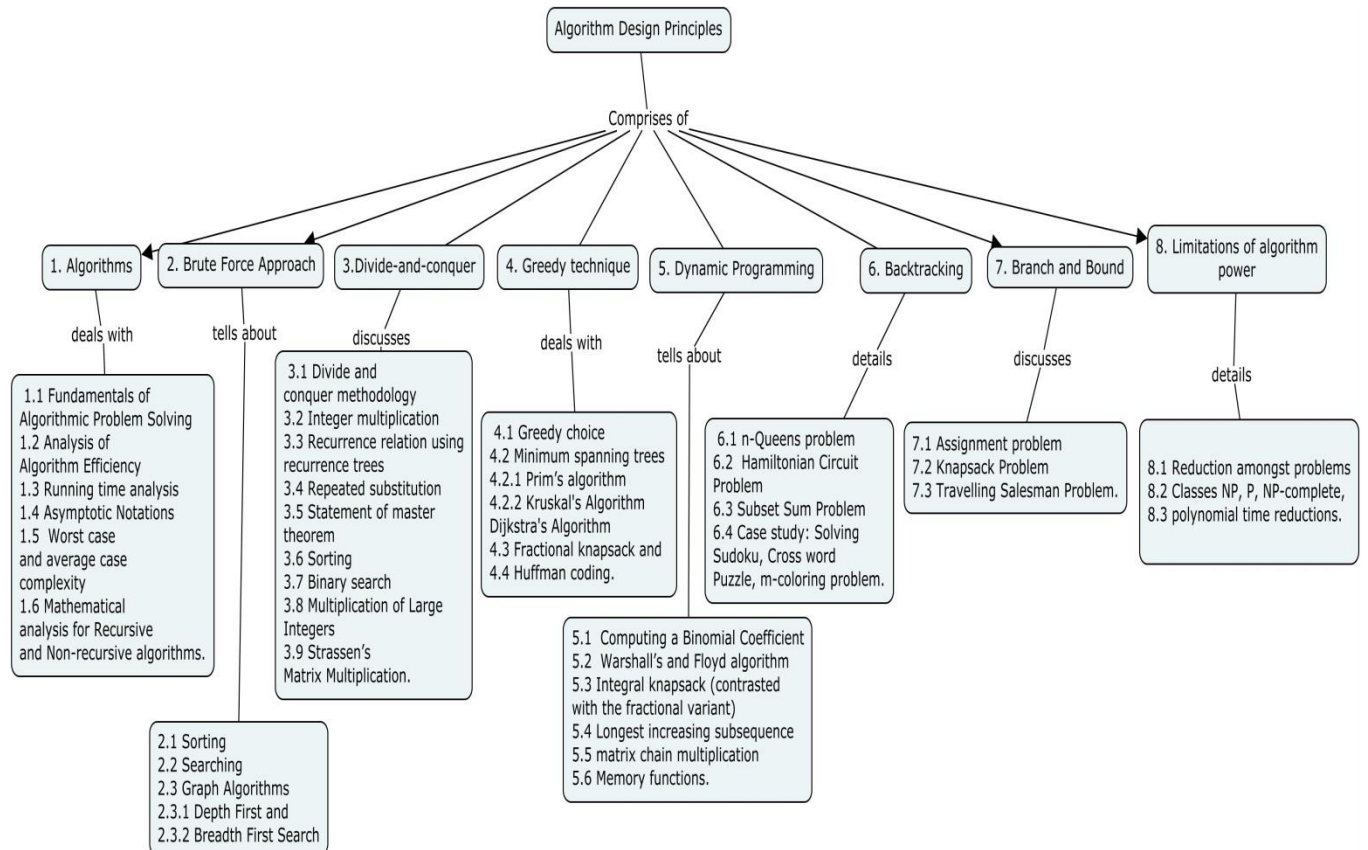 Algorithm Design Principles
Comprises of
1. Algorithms
2. Brute Force Approach
3.Divide-and-conquer
4. Greedy technique
5. Dynamic Programming
6. Backtracking
7. Branch and Bound
8. Limitations of algorithm
power
deals with
tells about
discusses
deals with
tells about
details
discusses
details
1.1 Fundamentals of
Algorithmic Problem Solving
1.2 Analysis of
Algorithm Efficiency
1.3 Running time analysis
1.4 Asymptotic Notations
1.5 Worst case
and average case
complexity
1.6 Mathematical
analysis for Recursive
and Non-recursive algorithms.
2.1 Sorting
2.2 Searching
2.3 Graph Algorithms
2.3.1 Depth First and
2.3.2 Breadth First Search
3.1 Divide and
conquer methodology
3.2 Integer multiplication
3.3 Recurrence relation using
recurrence trees
3.4 Repeated substitution
3.5 Statement of master
theorem
3.6 Sorting
3.7 Binary search
3.8 Multiplication of Large
Integers
3.9 Strassen’s
Matrix Multiplication.
4.1 Greedy choice
4.2 Minimum spanning trees
4.2.1 Prim’s algorithm
4.2.2 Kruskal's Algorithm
Dijkstra's Algorithm
4.3 Fractional knapsack and
4.4 Huffman coding.
5.1 Computing a Binomial Coefficient
5.2 Warshall’s and Floyd algorithm
5.3 Integral knapsack (contrasted
with the fractional variant)
5.4 Longest increasing subsequence
5.5 matrix chain multiplication
5.6 Memory functions.
6.1 n-Queens problem
6.2 Hamiltonian Circuit
Problem
6.3 Subset Sum Problem
6.4 Case study: Solving
Sudoku, Cross word
Puzzle, m-coloring problem.
7.1 Assignment problem
7.2 Knapsack Problem
7.3 Travelling Salesman Problem.
8.1 Reduction amongst problems
8.2 Classes NP, P, NP-complete,
8.3 polynomial time reductions.